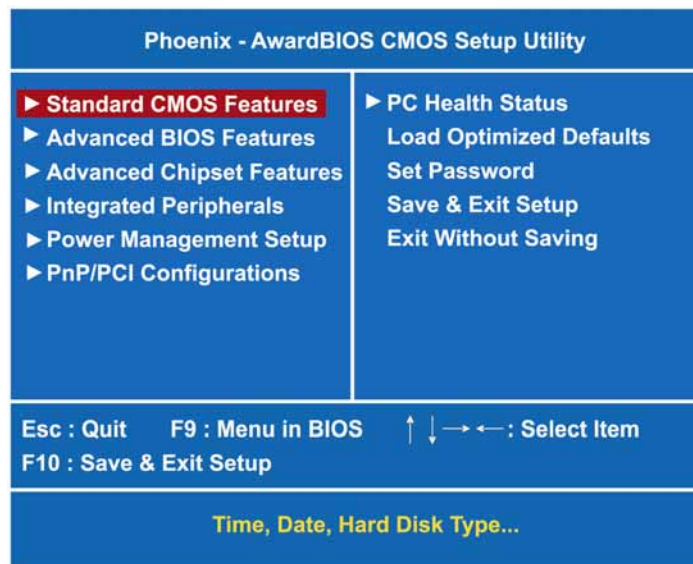 Phoenix - AwardBIOS CMOS Setup Utility
▶ Standard CMOS Features
▶ Advanced BIOS Features
▶ Advanced Chipset Features
▶ Integrated Peripherals
▶ Power Management Setup
▶ PnP/PCI Configurations
▶ PC Health Status
Load Optimized Defaults
Set Password
Save & Exit Setup
Exit Without Saving
Esc : Quit F9 : Menu in BIOS ↑ ↓ → ← : Select Item
F10 : Save & Exit Setup
Time, Date, Hard Disk Type...